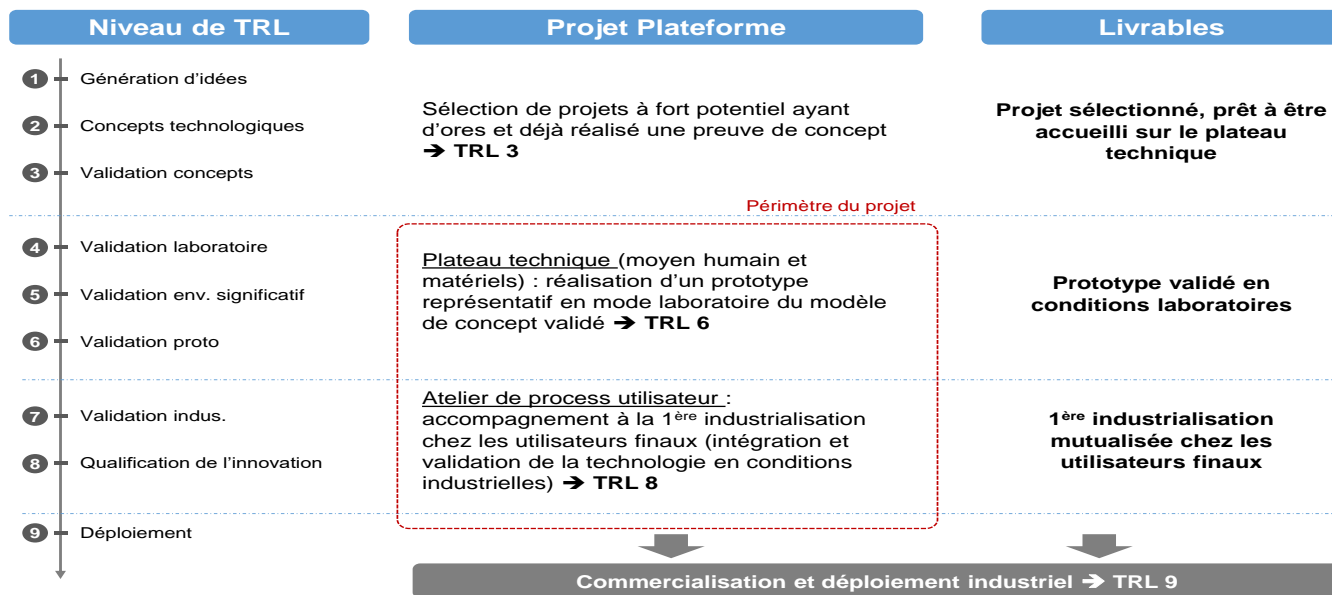 Niveau de TRL
Projet Plateforme
Livrables
1 Génération d'idées
2 Concepts technologiques
3 Validation concepts
Sélection de projets à fort potentiel ayant
d'ores et déjà réalisé une preuve de concept
➔ TRL 3
Projet sélectionné, prêt à être
accueilli sur le plateau
technique
Périmètre du projet
4 Validation laboratoire
5 Validation env. significatif
6 Validation proto
Plateau technique (moyen humain et
matériels) : réalisation d'un prototype
représentatif en mode laboratoire du modèle
de concept validé ➔ TRL 6
Prototype validé en
conditions laboratoires
7 Validation indus.
8 Qualification de l'innovation
Atelier de process utilisateur :
accompagnement à la 1ère industrialisation
chez les utilisateurs finaux (intégration et
validation de la technologie en conditions
industrielles) ➔ TRL 8
1ère industrialisation
mutualisée chez les
utilisateurs finaux
9 Déploiement
Commercialisation et déploiement industriel ➔ TRL 9